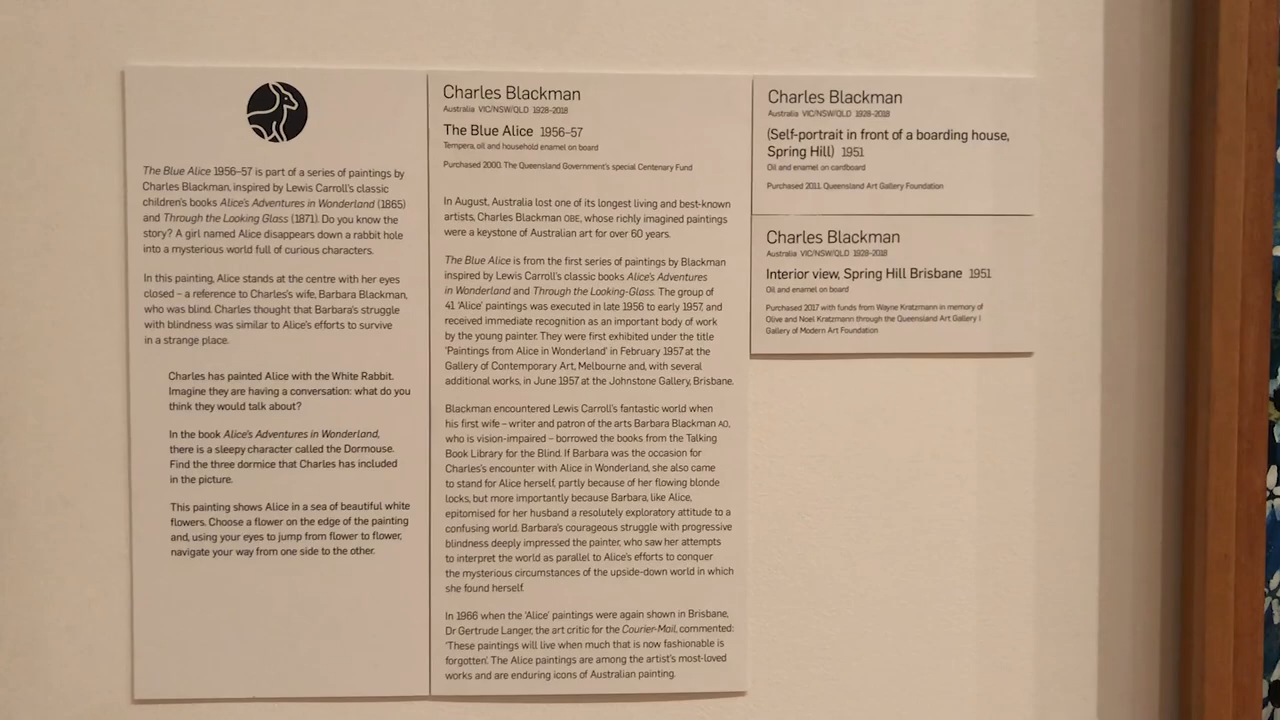 The Blue Alice 1956–57 is part of a series of paintings by
Charles Blackman, inspired by Lewis Carroll's classic
children's books Alice's Adventures in Wonderland (1865)
and Through the Looking Glass (1871). Do you know the
story? A girl named Alice disappears down a rabbit hole
into a mysterious world full of curious characters.
In this painting, Alice stands at the centre with her eyes
closed – a reference to Charles's wife, Barbara Blackman,
who was blind. Charles thought that Barbara's struggle
with blindness was similar to Alice's efforts to survive
in a strange place.
Charles has painted Alice with the White Rabbit.
Imagine they are having a conversation: what do you
think they would talk about?
In the book Alice's Adventures in Wonderland,
there is a sleepy character called the Dormouse.
Find the three dormice that Charles has included
in the picture.
This painting shows Alice in a sea of beautiful white
flowers. Choose a flower on the edge of the painting
and, using your eyes to jump from flower to flower,
navigate your way from one side to the other.
Charles Blackman
Australia VIC/NSW/QLD 1928–2018
The Blue Alice 1956–57
Tempera, oil and household enamel on board
Purchased 2000. The Queensland Government's special Centenary Fund
In August, Australia lost one of its longest living and best-known
artists, Charles Blackman OBE, whose richly imagined paintings
were a keystone of Australian art for over 60 years.
The Blue Alice is from the first series of paintings by Blackman
inspired by Lewis Carroll's classic books Alice's Adventures
in Wonderland and Through the Looking-Glass. The group of
41 'Alice' paintings was executed in late 1956 to early 1957, and
received immediate recognition as an important body of work
by the young painter. They were first exhibited under the title
'Paintings from Alice in Wonderland' in February 1957 at the
Gallery of Contemporary Art, Melbourne and, with several
additional works, in June 1957 at the Johnstone Gallery, Brisbane.
Blackman encountered Lewis Carroll's fantastic world when
his first wife – writer and patron of the arts Barbara Blackman AO,
who is vision-impaired – borrowed the books from the Talking
Book Library for the Blind. If Barbara was the occasion for
Charles's encounter with Alice in Wonderland, she also came
to stand for Alice herself, partly because of her flowing blonde
locks, but more importantly because Barbara, like Alice,
epitomised for her husband a resolutely exploratory attitude to a
confusing world. Barbara's courageous struggle with progressive
blindness deeply impressed the painter, who saw her attempts
to interpret the world as parallel to Alice's efforts to conquer
the mysterious circumstances of the upside-down world in which
she found herself.
In 1966 when the 'Alice' paintings were again shown in Brisbane,
Dr Gertrude Langer, the art critic for the Courier-Mail, commented:
'These paintings will live when much that is now fashionable is
forgotten'. The Alice paintings are among the artist's most-loved
works and are enduring icons of Australian painting.
Charles Blackman
Australia VIC/NSW/QLD 1928–2018
(Self-portrait in front of a boarding house,
Spring Hill) 1951
Oil and enamel on cardboard
Purchased 2011. Queensland Art Gallery Foundation
Charles Blackman
Australia VIC/NSW/QLD 1928–2018
Interior view, Spring Hill Brisbane 1951
Oil and enamel on board
Purchased 2017 with funds from Wayne Kratzmann in memory of
Olive and Noel Kratzmann through the Queensland Art Gallery |
Gallery of Modern Art Foundation